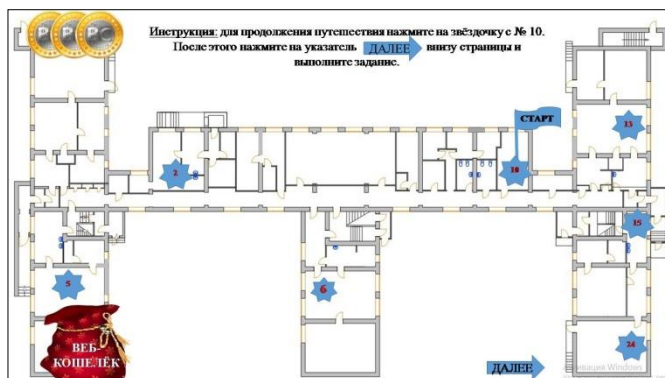 Инструкция: для продолжения путешествия нажмите на звёздочку с № 10.
После этого нажмите на указатель ДАЛЕЕ внизу страницы и
выполните задание.
СТАРТ
13
2
10
15
5
6
ВЕБ-
КОШЕЛЁК
24
ДАЛЕЕ